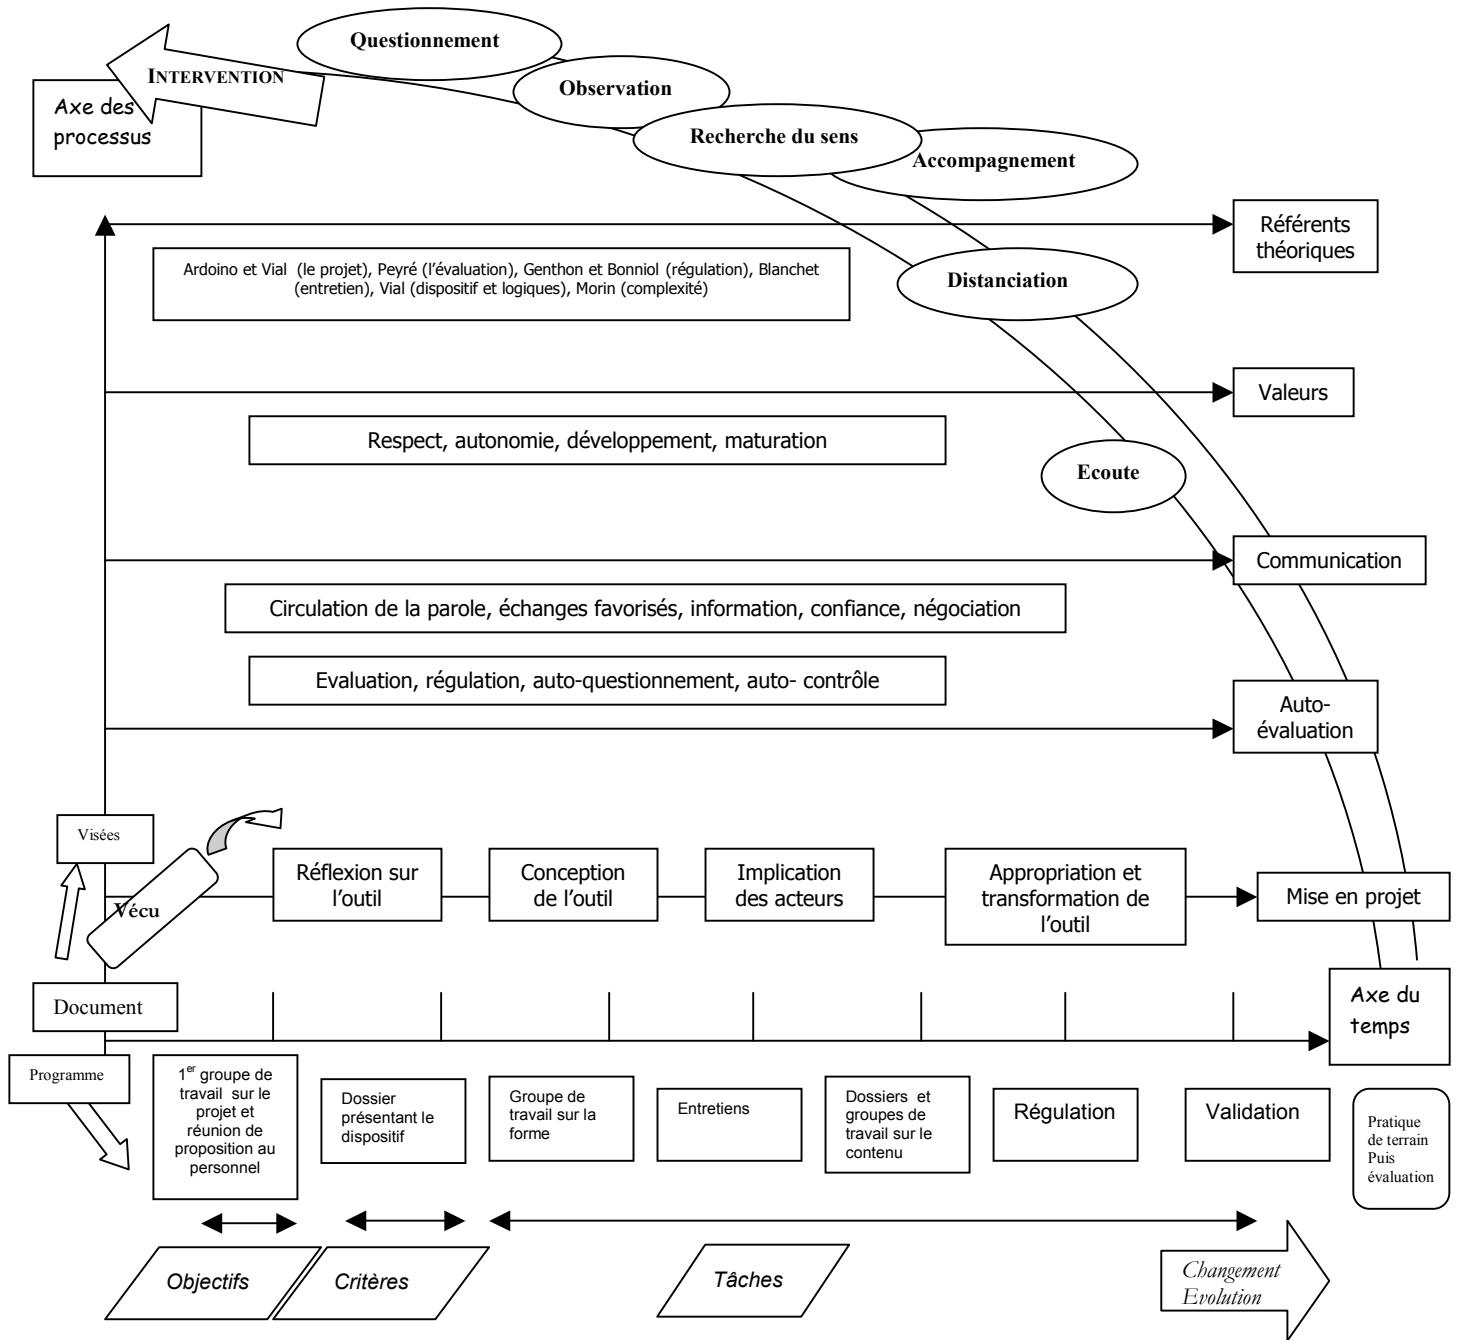 Questionnement
INTERVENTION
Observation
Axe des
processus
Recherche du sens
Accompagnement
Référents
théoriques
Ardoino et Vial (le projet), Peyré (l'évaluation), Genthon et Bonniol (régulation), Blanchet
(entretien), Vial (dispositif et logiques), Morin (complexité)
Distanciation
Valeurs
Respect, autonomie, développement, maturation
Ecoute
Communication
Circulation de la parole, échanges favorisés, information, confiance, négociation
Evaluation, régulation, auto-questionnement, auto- contrôle
Auto-
évaluation
Visées
Vécu
Réflexion sur
l'outil
Conception
de l'outil
Implication
des acteurs
Appropriation et
transformation de
l'outil
Mise en projet
Document
Axe du
temps
Programme
1er groupe de
travail sur le
projet et
réunion de
proposition au
personnel
Dossier
présentant le
dispositif
Groupe de
travail sur la
forme
Entretiens
Dossiers et
groupes de
travail sur le
contenu
Régulation
Validation
Pratique
de terrain
Puis
évaluation
Objectifs
Critères
Tâches
Changement
Evolution